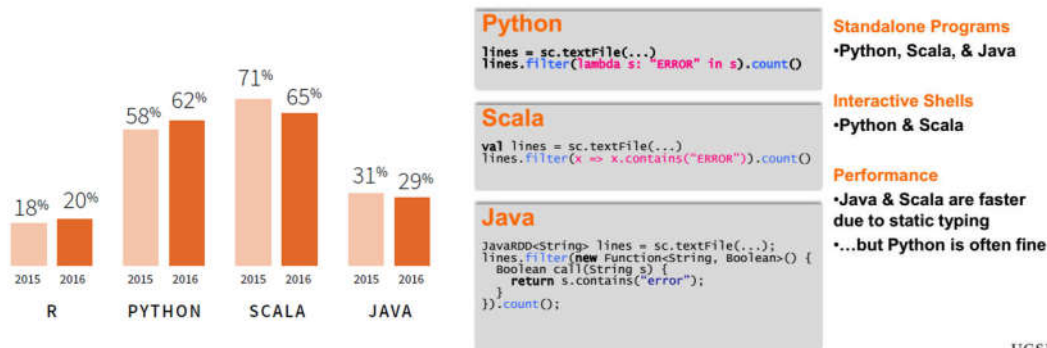 18%
20%
58%
62%
71%
65%
31%
29%
2015 2016 2015 2016 2015 2016 2015 2016
R PYTHON SCALA JAVA
Python
lines = sc.textFile(...)
lines.filter(lambda s: "ERROR" in s).count()
Scala
val lines = sc.textFile(...)
lines.filter(x => x.contains("ERROR")).count()
Java
JavaRDD<String> lines = sc.textFile(...);
lines.filter(new Function<String, Boolean>() {
Boolean call(String s) {
return s.contains("error");
}
}).count();
Standalone Programs
•Python, Scala, & Java
Interactive Shells
•Python & Scala
Performance
•Java & Scala are faster
due to static typing
•...but Python is often fine